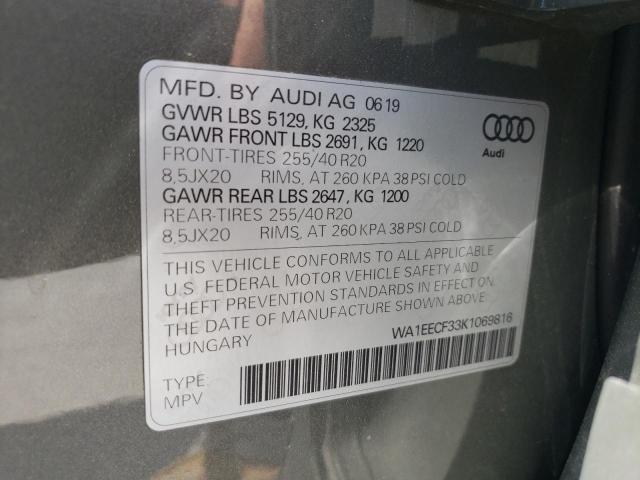 MFD. BY AUDI AG 0619
GVWR LBS 5129, KG 2325
GAWR FRONT LBS 2691, KG 1220
FRONT-TIRES 255/40 R20
8,5JX20 RIMS, AT 260 KPA 38 PSI COLD
GAWR REAR LBS 2647, KG 1200
REAR-TIRES 255/40 R20
8,5JX20 RIMS, AT 260 KPA 38 PSI COLD
Audi
THIS VEHICLE CONFORMS TO ALL APPLICABLE
U.S FEDERAL MOTOR VEHICLE SAFETY AND
THEFT PREVENTION STANDARDS IN EFFECT ON
THE DATE OF MANUFACTURE SHOWN ABOVE.
HUNGARY
WA1EECF33K1069816
TYPE:
MPV